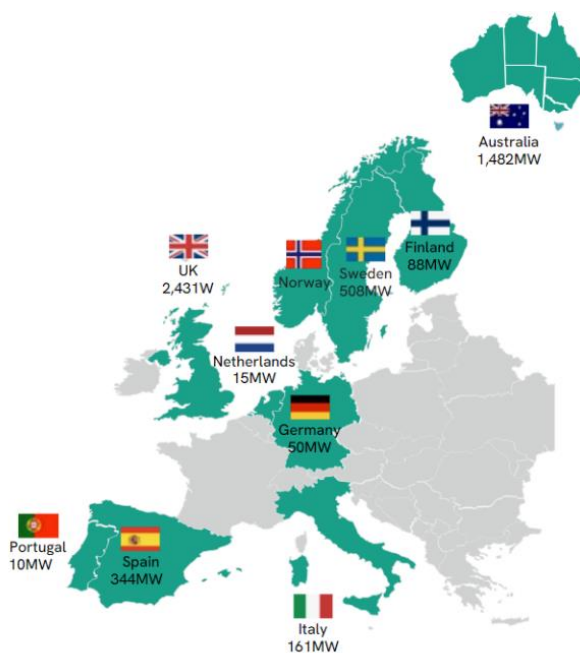 Australia
1,482MW
UK
2,431W
Norway
Sweden
508MW
Finland
88MW
Netherlands
15MW
Germany
50MW
Portugal
10MW
Spain
344MW
Italy
161MW